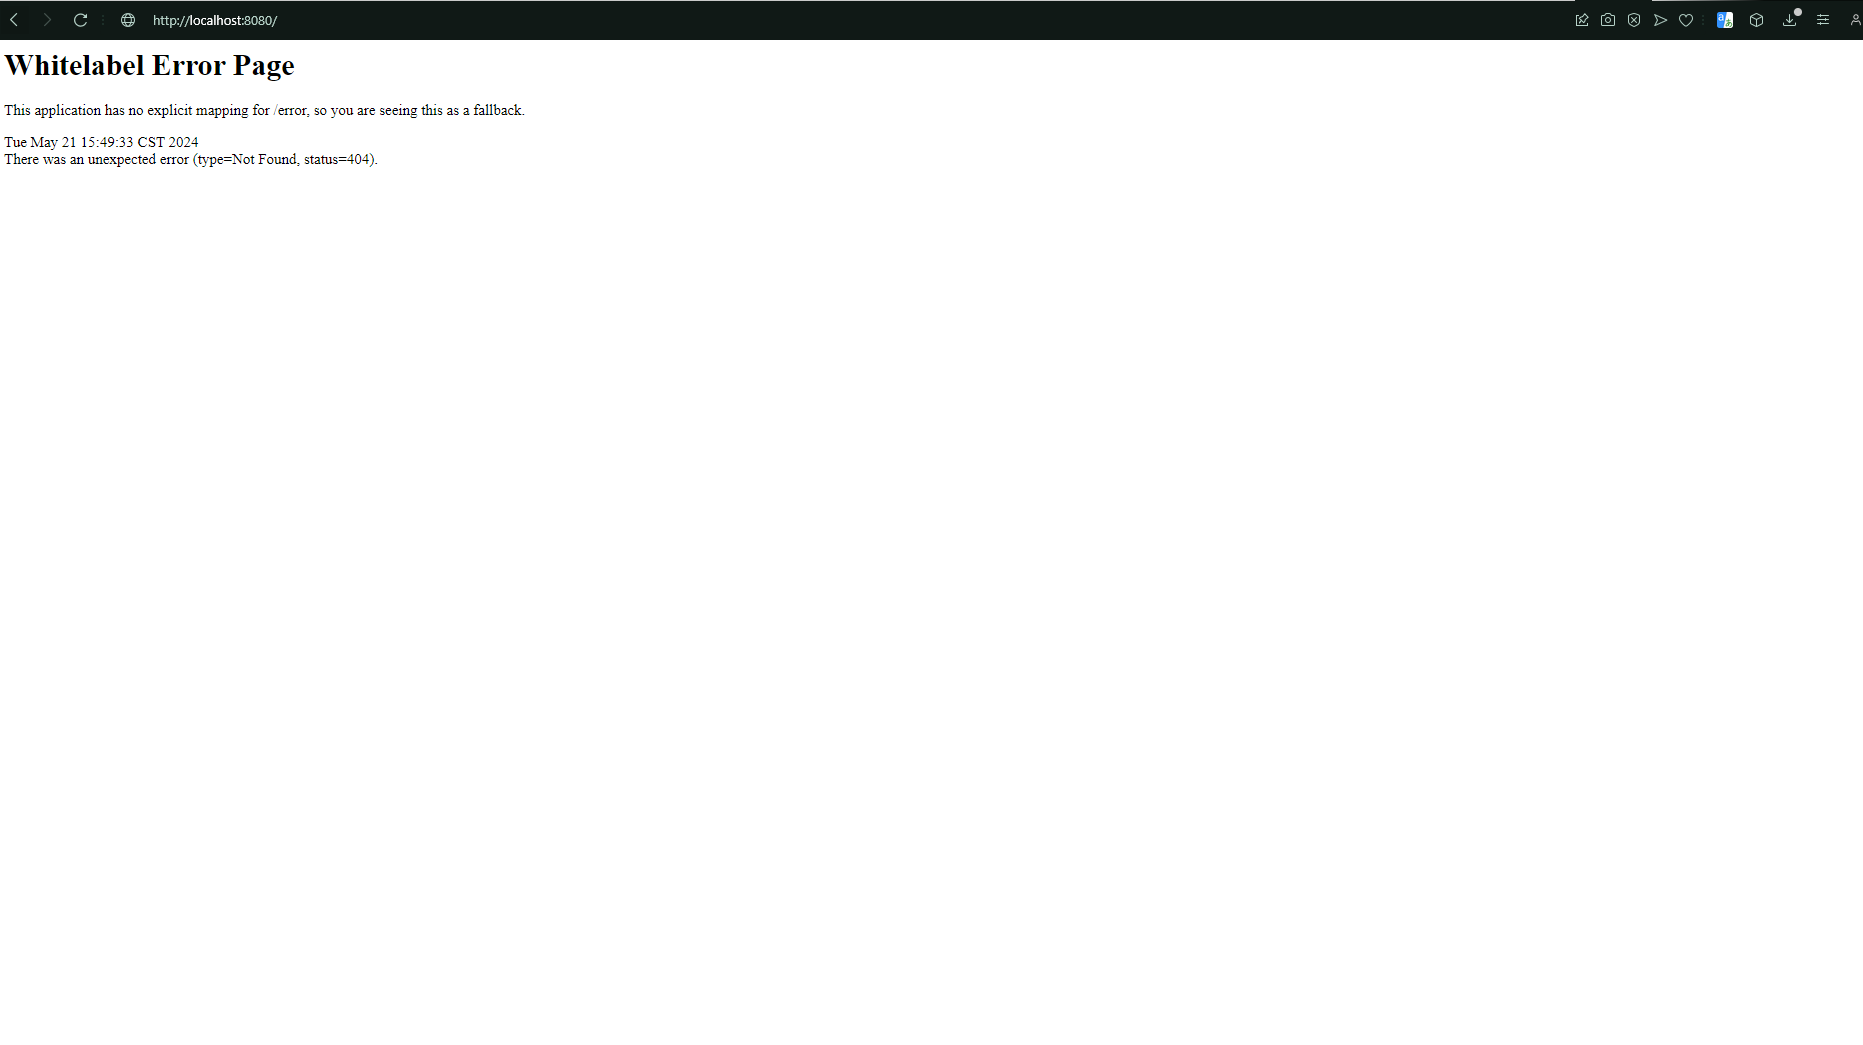 http://localhost:8080/
Whitelabel Error Page
This application has no explicit mapping for /error, so you are seeing this as a fallback.
Tue May 21 15:49:33 CST 2024
There was an unexpected error (type=Not Found, status=404).